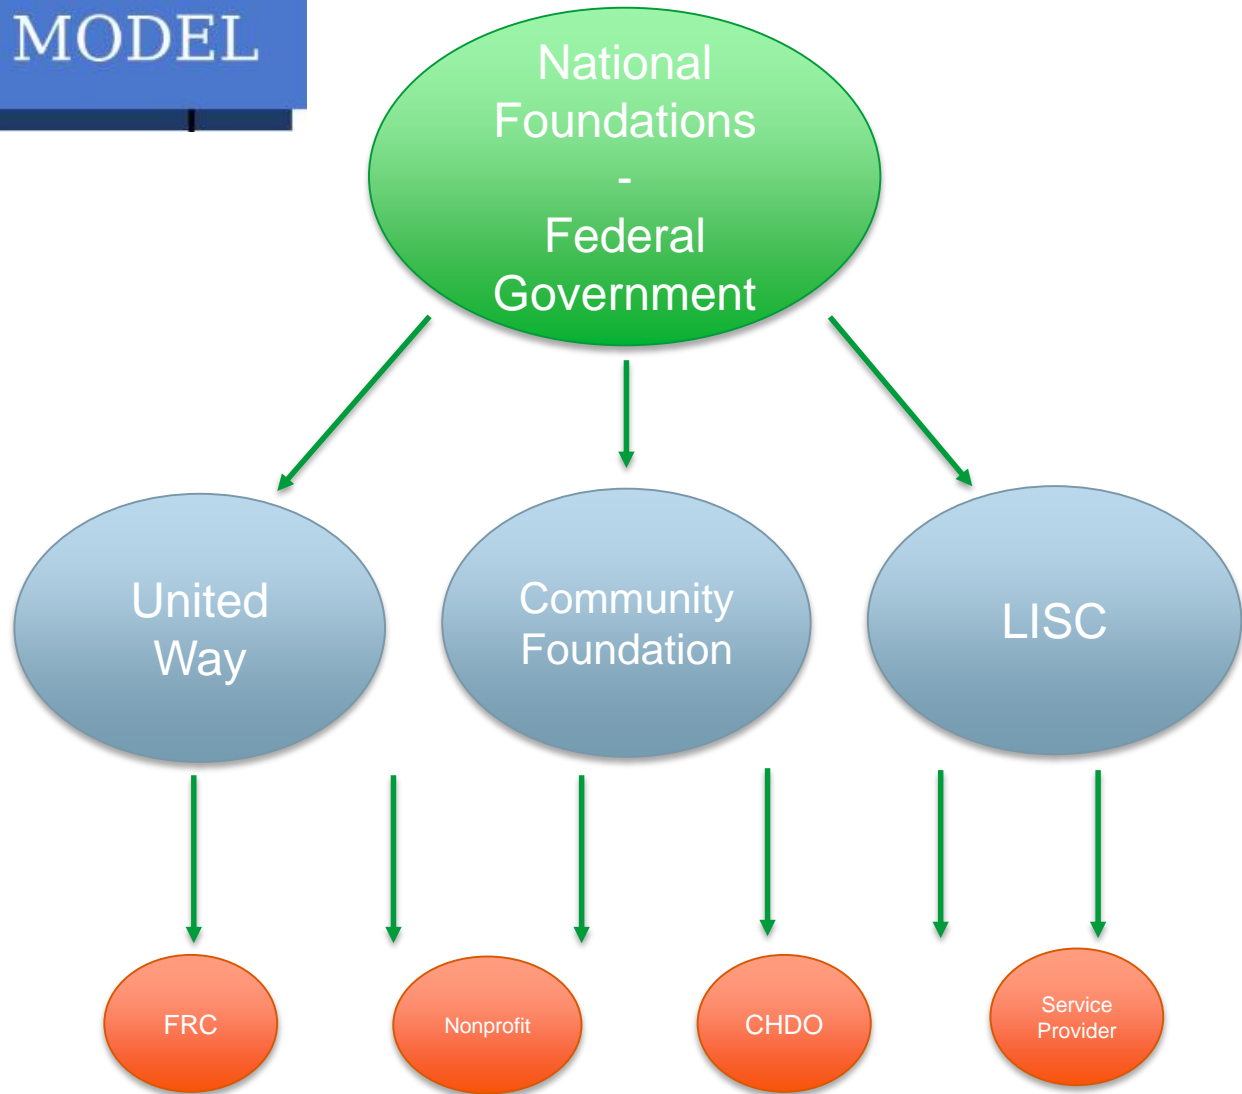 MODEL
National
Foundations
-
Federal
Government
United
Way
Community
Foundation
LISC
FRC
Nonprofit
CHDO
Service
Provider